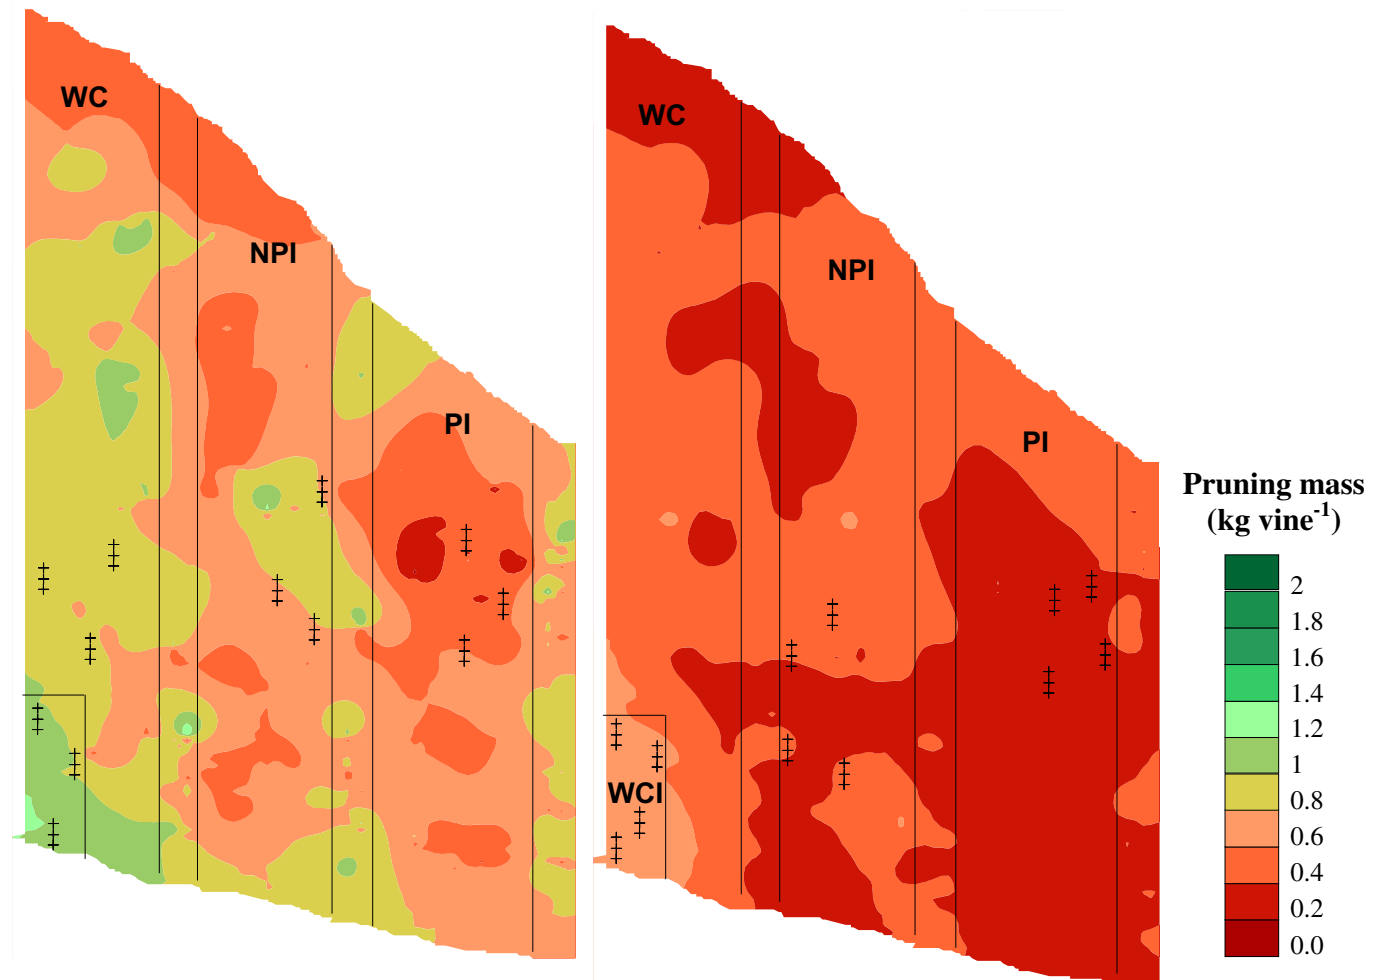 WC
NPI
PI
WC
NPI
PI
WCI
Pruning mass
(kg vine⁻¹)
2
1.8
1.6
1.4
1.2
1
0.8
0.6
0.4
0.2
0.0